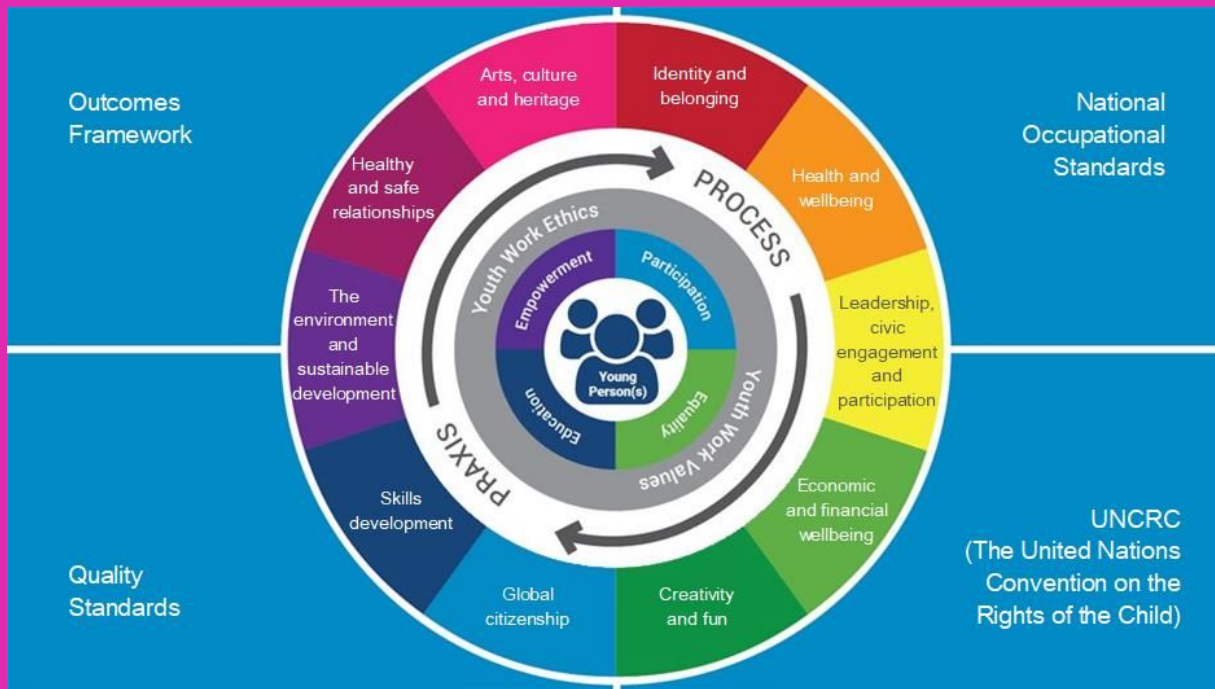 Outcomes
Framework
National
Occupational
Standards
Quality
Standards
UNCRC
(The United Nations
Convention on the
Rights of the Child)
Arts, culture
and heritage
Identity and
belonging
Health and
wellbeing
Leadership,
civic
engagement
and
participation
Economic
and financial
wellbeing
Creativity
and fun
Global
citizenship
Skills
development
The
environment
and
sustainable
development
Healthy
and safe
relationships
PROCESS
PRAXIS
Youth Work Ethics
Youth Work Values
Empowerment
Participation
Equality
Education
Young
Person(s)